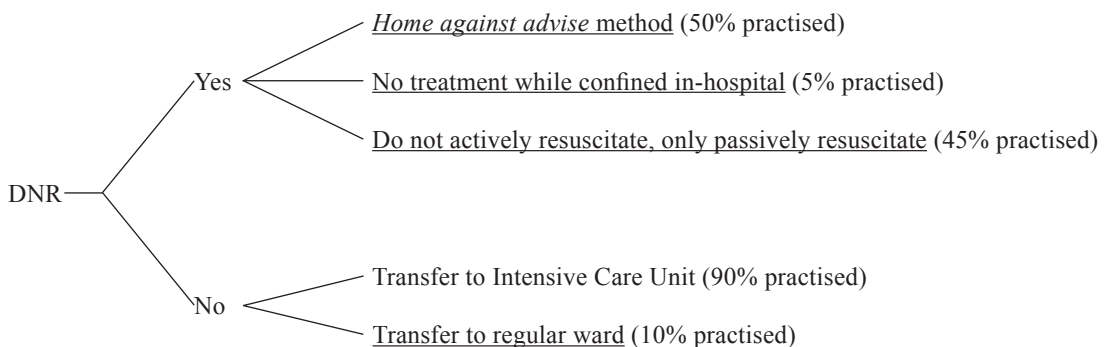 Home against advise method (50% practised)
Yes
No treatment while confined in-hospital (5% practised)
Do not actively resuscitate, only passively resuscitate (45% practised)
DNR
Transfer to Intensive Care Unit (90% practised)
No
Transfer to regular ward (10% practised)